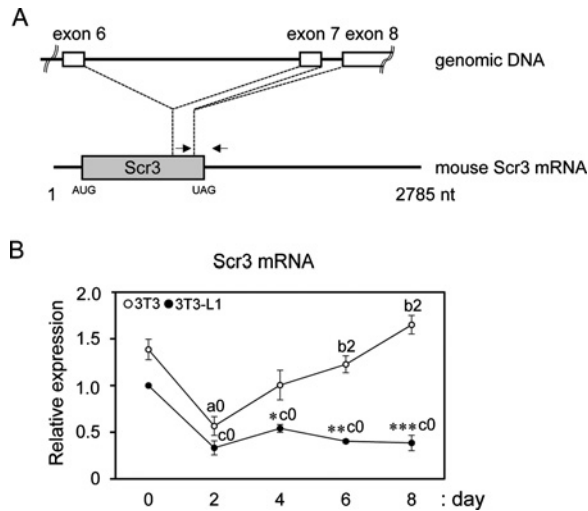 A
exon 6 exon 7 exon 8
genomic DNA
Scr3
mouse Scr3 mRNA
AUG UAG
1 2785 nt
B
Scr3 mRNA
Relative expression
2.0
1.5
1.0
0.5
0
3T3 3T3-L1
a0
c0
*c0
b2
**c0
b2
***c0
0 2 4 6 8 : day